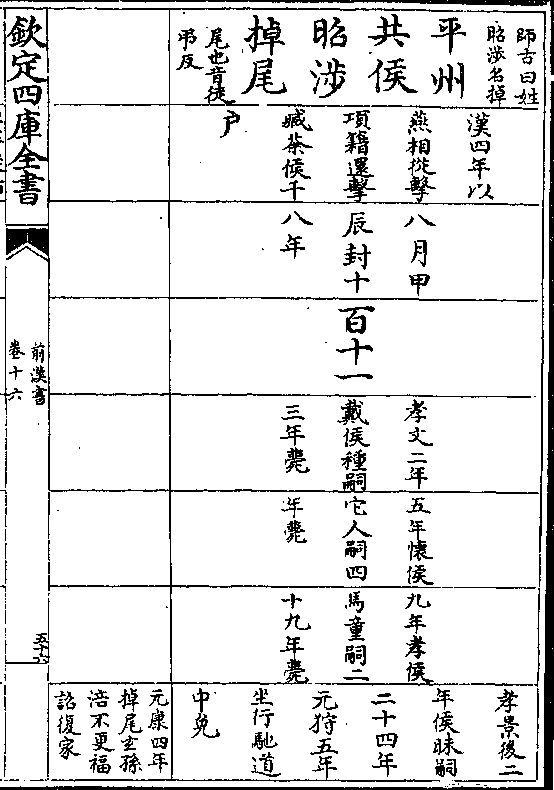 師古曰姓
昭涉名掉
平州
共侯
昭涉
掉尾
尾也音徒
弔反
漢四年以
燕相從擊
項籍還擊
臧荼侯千
户
八月甲
辰封十
八年
百十一
孝文二年
戴侯種嗣
三年薨
五年懷侯
它人嗣四
年薨
九年孝侯
馬童嗣二
十九年薨
孝景後二
年侯昧嗣
二十四年
元狩五年
坐行馳道
中免
元康四年
掉尾玄孫
涪不更福
詔復家
欽定四庫全書
前漢書
卷十六
五十六